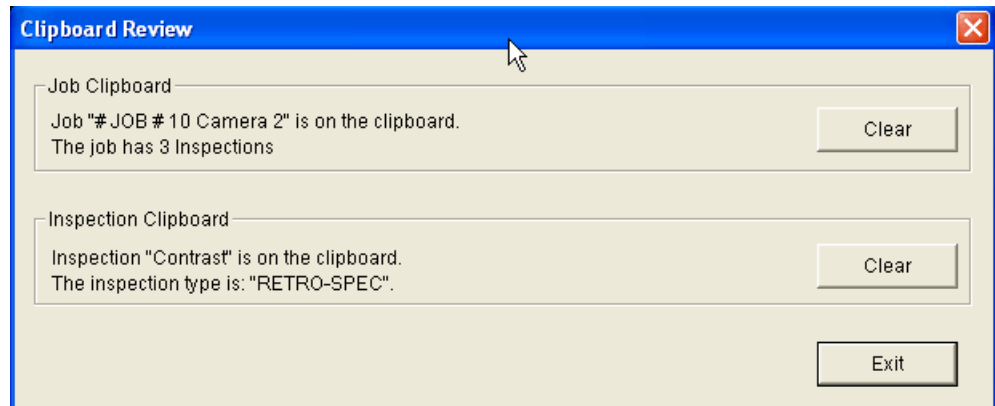 Clipboard Review
Job Clipboard
Job "# JOB # 10 Camera 2" is on the clipboard.
The job has 3 Inspections
Clear
Inspection Clipboard
Inspection "Contrast" is on the clipboard.
The inspection type is: "RETRO-SPEC".
Clear
Exit